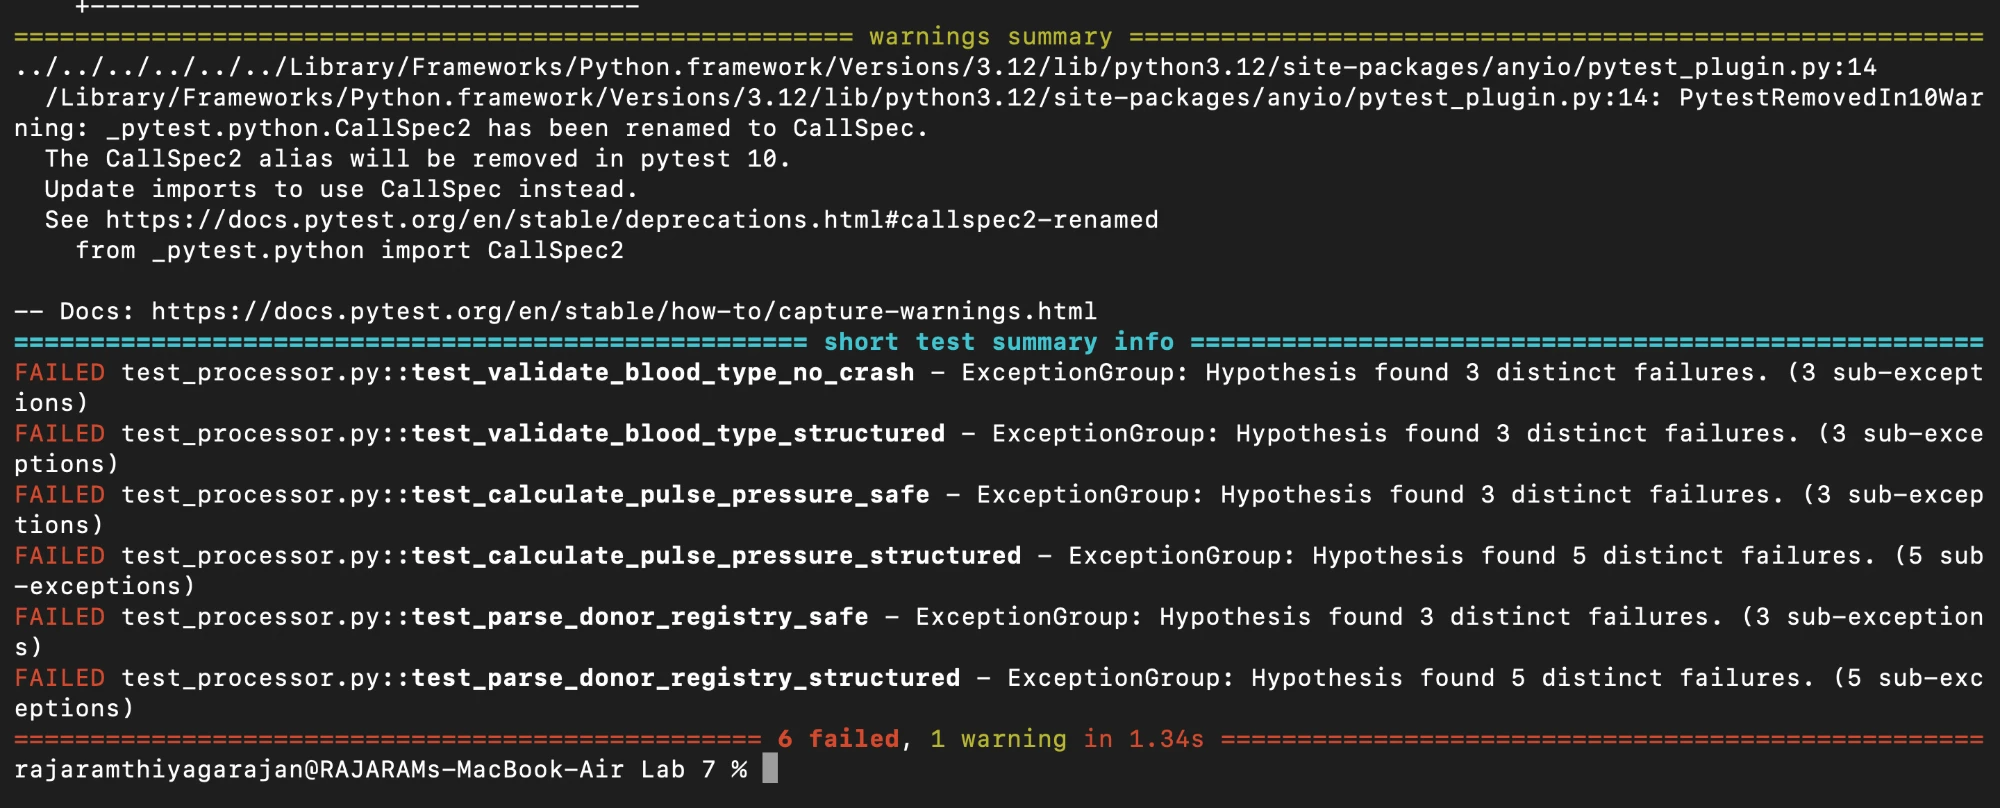 +------------------------------------
======================================================= warnings summary ========================================================
../../../../../../Library/Frameworks/Python.framework/Versions/3.12/lib/python3.12/site-packages/anyio/pytest_plugin.py:14
  /Library/Frameworks/Python.framework/Versions/3.12/lib/python3.12/site-packages/anyio/pytest_plugin.py:14: PytestRemovedIn10War
ning: _pytest.python.CallSpec2 has been renamed to CallSpec.
  The CallSpec2 alias will be removed in pytest 10.
  Update imports to use CallSpec instead.
  See https://docs.pytest.org/en/stable/deprecations.html#callspec2-renamed
    from _pytest.python import CallSpec2

-- Docs: https://docs.pytest.org/en/stable/how-to/capture-warnings.html
==================================================== short test summary info ====================================================
FAILED test_processor.py::test_validate_blood_type_no_crash - ExceptionGroup: Hypothesis found 3 distinct failures. (3 sub-except
ions)
FAILED test_processor.py::test_validate_blood_type_structured - ExceptionGroup: Hypothesis found 3 distinct failures. (3 sub-exce
ptions)
FAILED test_processor.py::test_calculate_pulse_pressure_safe - ExceptionGroup: Hypothesis found 3 distinct failures. (3 sub-excep
tions)
FAILED test_processor.py::test_calculate_pulse_pressure_structured - ExceptionGroup: Hypothesis found 5 distinct failures. (5 sub
-exceptions)
FAILED test_processor.py::test_parse_donor_registry_safe - ExceptionGroup: Hypothesis found 3 distinct failures. (3 sub-exception
s)
FAILED test_processor.py::test_parse_donor_registry_structured - ExceptionGroup: Hypothesis found 5 distinct failures. (5 sub-exc
eptions)
================================================= 6 failed, 1 warning in 1.34s ==================================================
rajaramthiyagarajan@RAJARAMs-MacBook-Air Lab 7 %